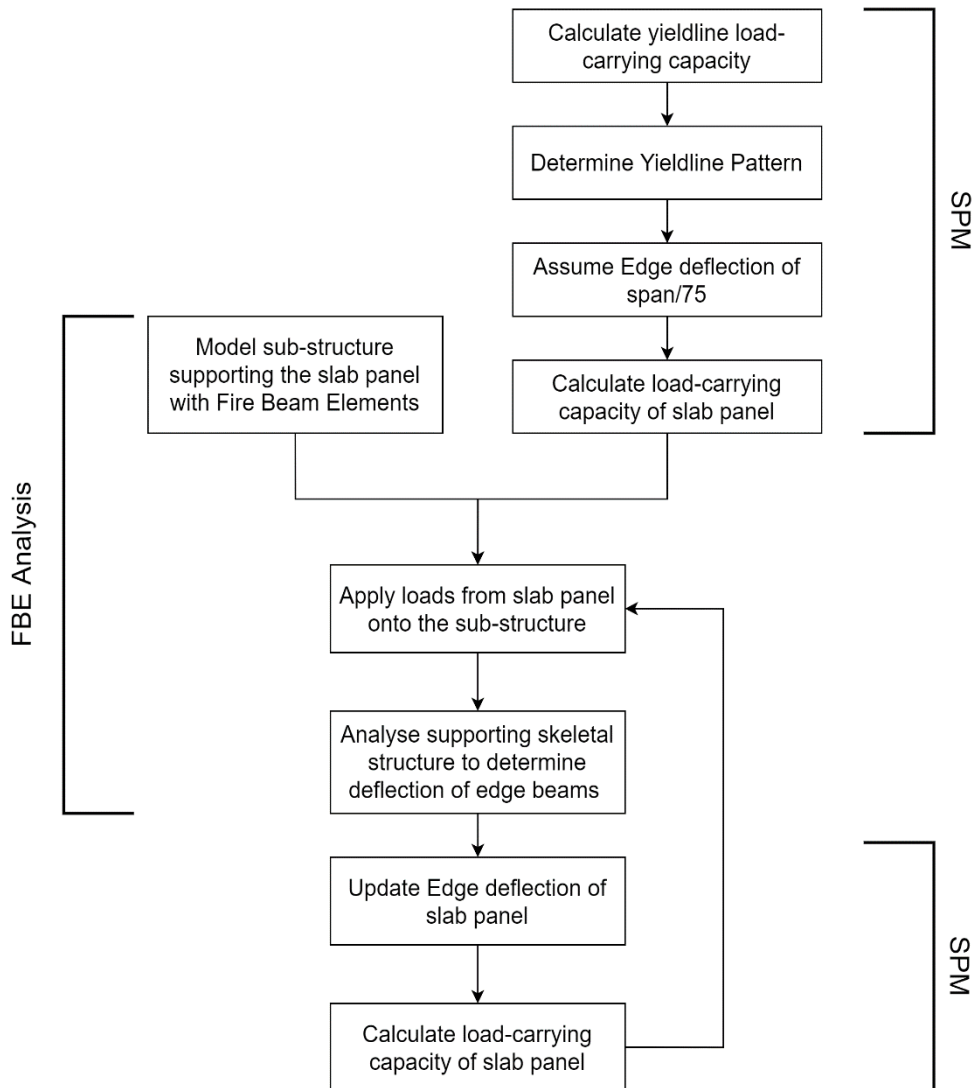 Calculate yieldline load-
carrying capacity
Determine Yieldline Pattern
Assume Edge deflection of
span/75
Calculate load-carrying
capacity of slab panel
SPM
Model sub-structure
supporting the slab panel
with Fire Beam Elements
FBE Analysis
Apply loads from slab panel
onto the sub-structure
Analyse supporting skeletal
structure to determine
deflection of edge beams
Update Edge deflection of
slab panel
Calculate load-carrying
capacity of slab panel
SPM